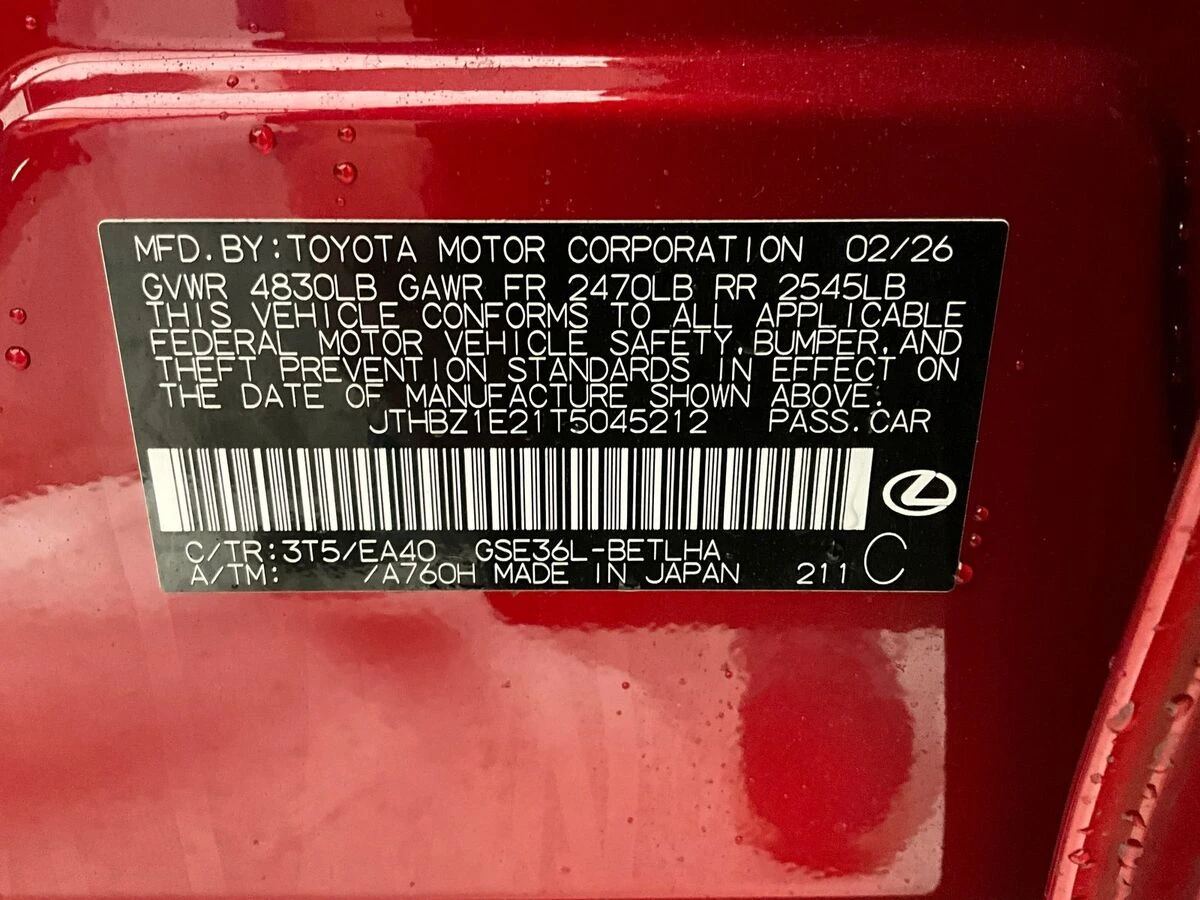 MFD. BY: TOYOTA MOTOR CORPORATION 02/26
GVWR 4830LB GAWR FR 2470LB RR 2545LB
THIS VEHICLE CONFORMS TO ALL APPLICABLE
FEDERAL MOTOR VEHICLE SAFETY, BUMPER, AND
THEFT PREVENTION STANDARDS IN EFFECT ON
THE DATE OF MANUFACTURE SHOWN ABOVE.
JTHBZ1E21T5045212 PASS. CAR
C/TR: 3T5/EA40 GSE36L-BETLHA
A/TM: /A760H MADE IN JAPAN 211 C